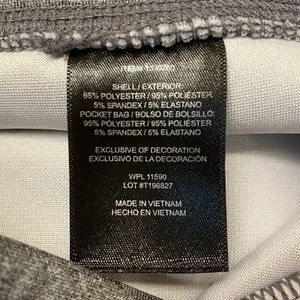 ITEM
SHELL / EXTERIOR
95% POLYESTER / 95% POLIÉSTER
5% SPANDEX / 5% ELASTANO
POCKET BAG / BOLSO DE BOLSILLO:
95% POLYESTER / 95% POLIÉSTER
5% SPANDEX / 5% ELASTANO
EXCLUSIVE OF DECORATION
EXCLUSIVO DE LA DECORACIÓN
WPL 11590
LOT #T196827
MADE IN VIETNAM
HECHO EN VIETNAM